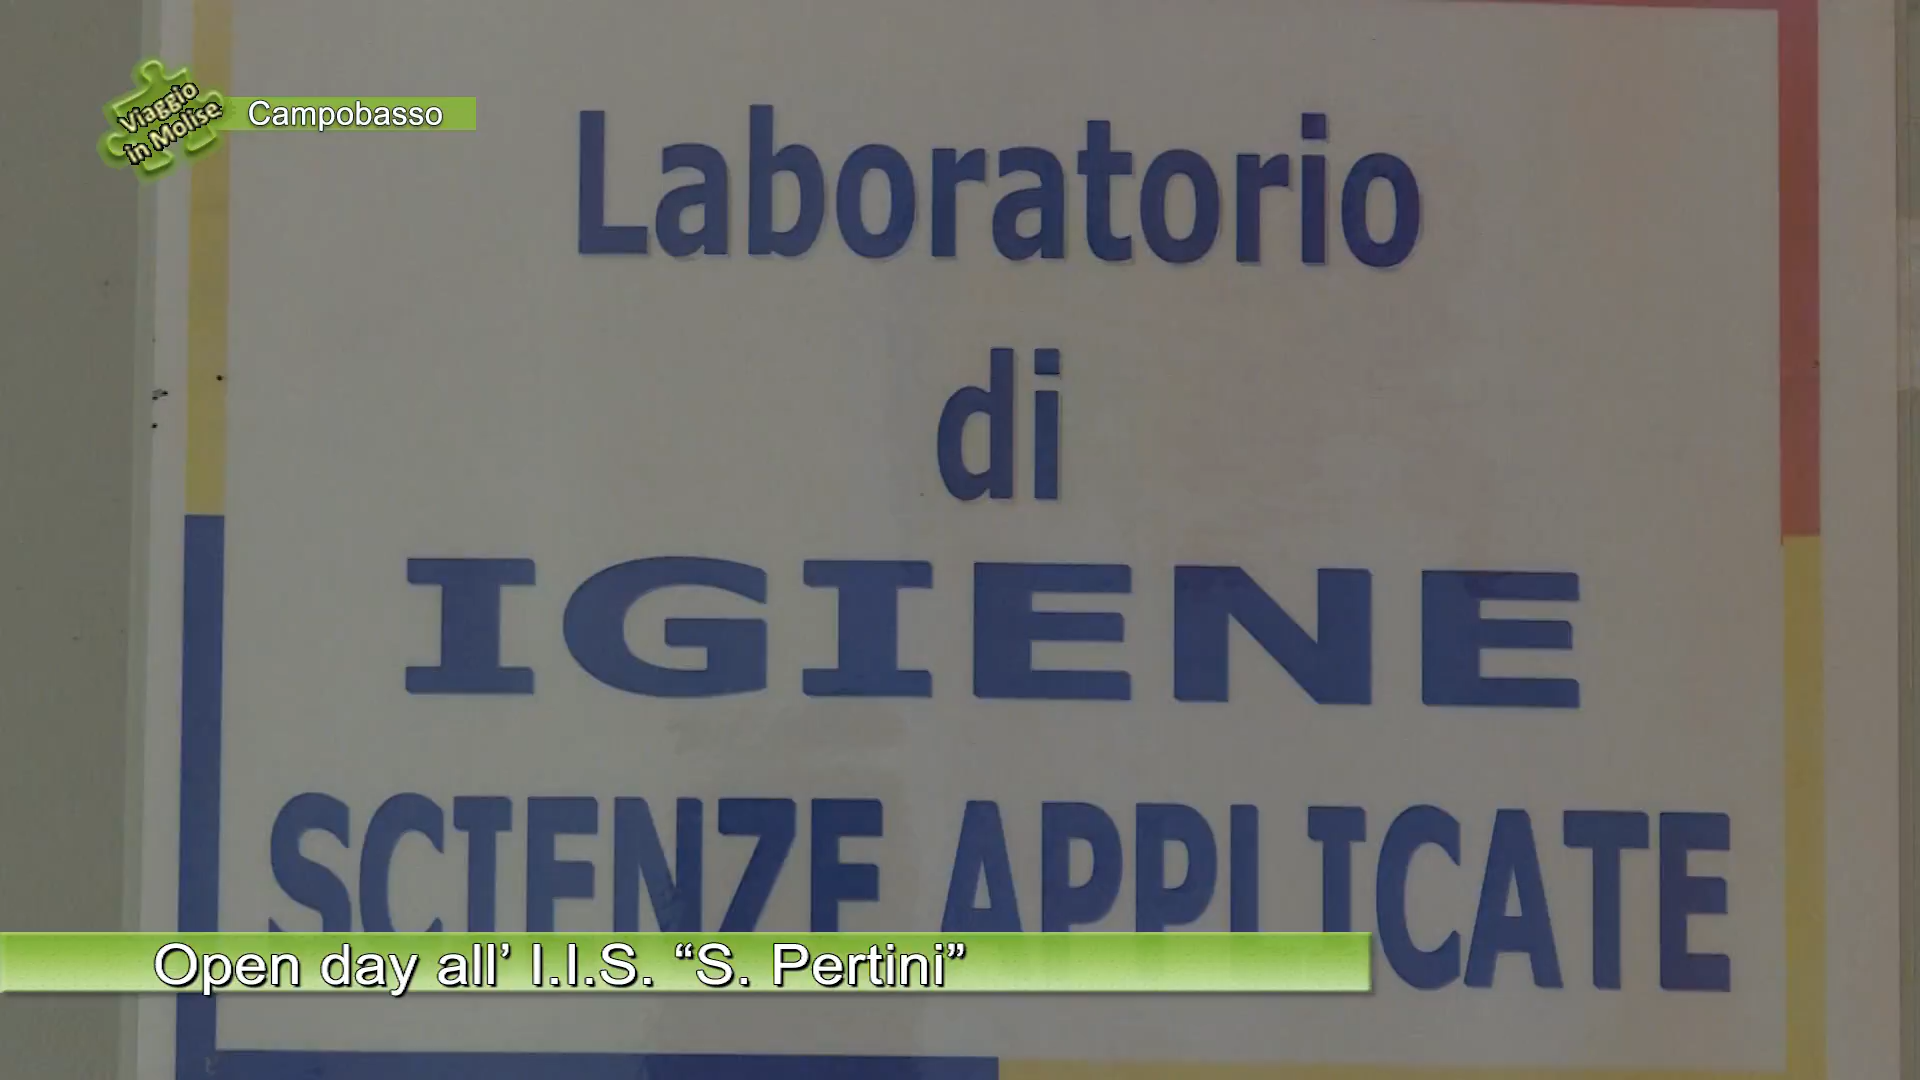 Viaggio
in Molise
Campobasso
Laboratorio
di
IGIENE
SCIENZE APPLICATE
Open day all’ I.I.S. “S. Pertini”